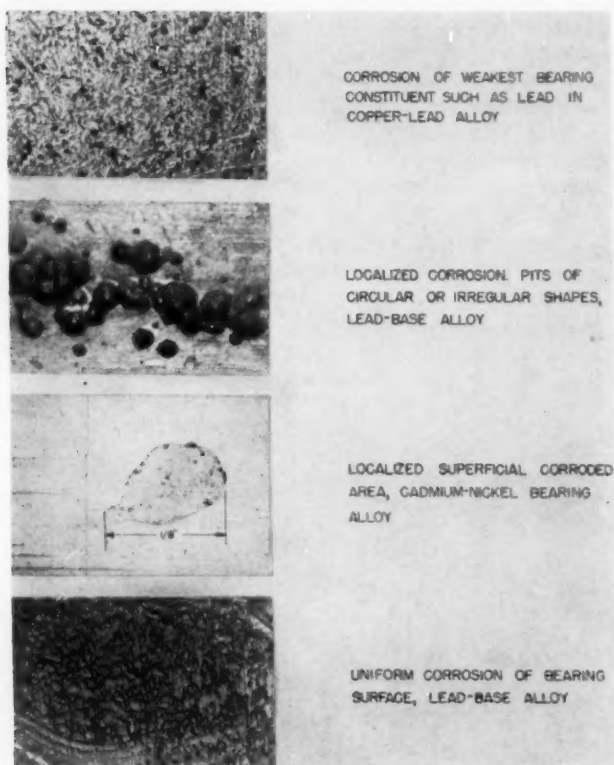 CORROSION OF WEAKEST BEARING
CONSTITUENT SUCH AS LEAD IN
COPPER-LEAD ALLOY
LOCALIZED CORROSION. PITS OF
CIRCULAR OR IRREGULAR SHAPES,
LEAD-BASE ALLOY
LOCALIZED SUPERFICIAL CORRODED
AREA, CADMIUM-NICKEL BEARING
ALLOY
UNIFORM CORROSION OF BEARING
SURFACE, LEAD-BASE ALLOY